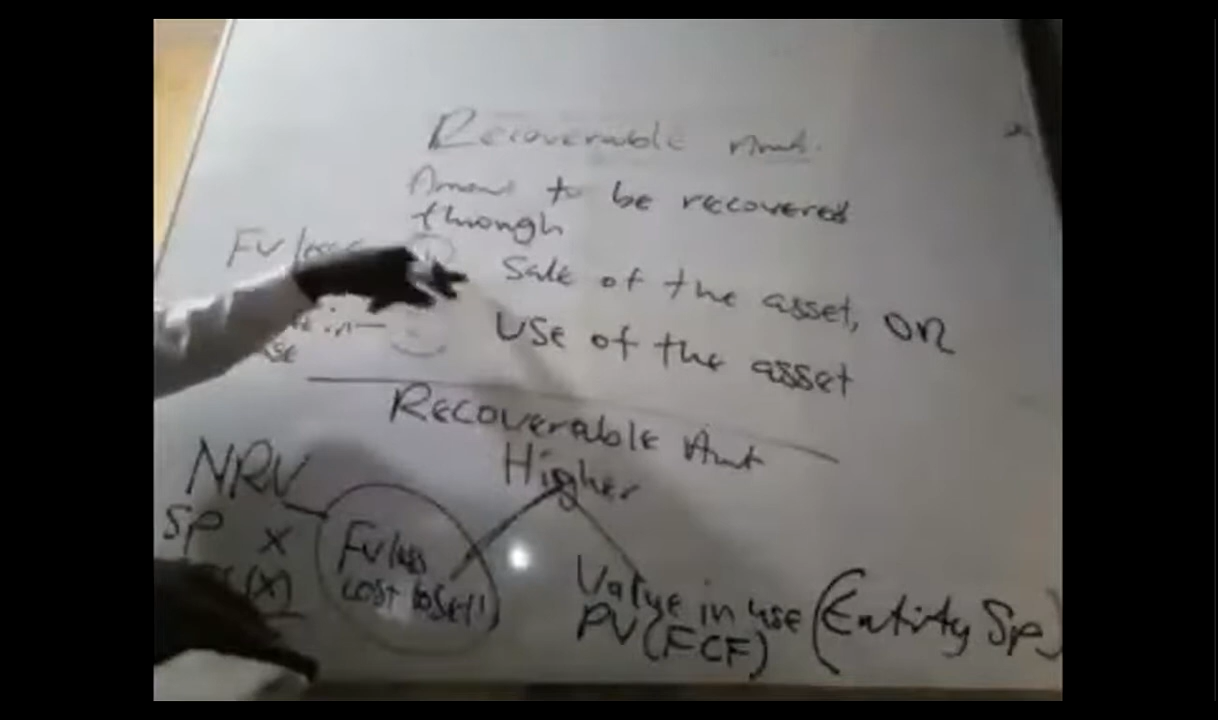 Recoverable Amt.
Amount to be recovered
through
Fv less
Sale of the asset, OR
in
Use of the asset
Recoverable Amt
Higher
NRV
SP X
(X)
Fv less
cost to sell
Value in use (Entity Sp)
PV (FCF)